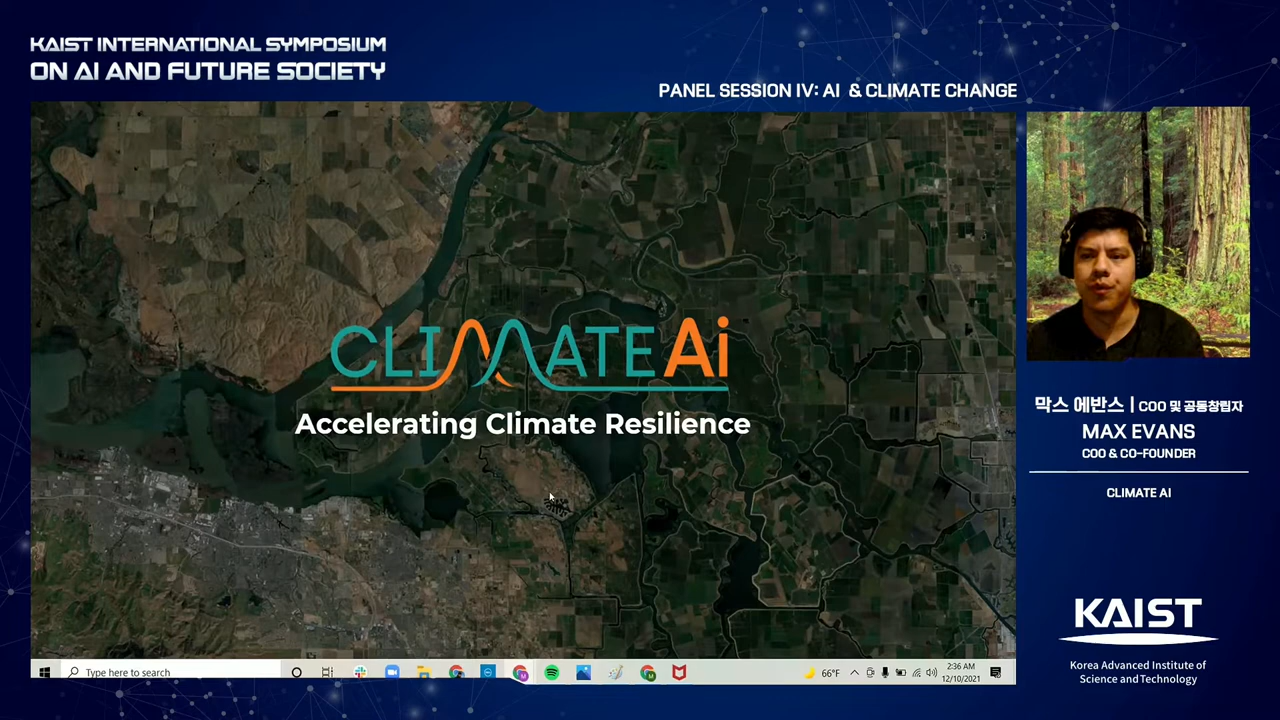 KAIST INTERNATIONAL SYMPOSIUM
ON AI AND FUTURE SOCIETY
PANEL SESSION IV: AI & CLIMATE CHANGE
CLIMATE Ai
Accelerating Climate Resilience
막스 에반스 | COO 및 공동창립자
MAX EVANS
COO & CO-FOUNDER
CLIMATE AI
KAIST
Korea Advanced Institute of
Science and Technology
Type here to search
66°F
2:36 AM
12/10/2021